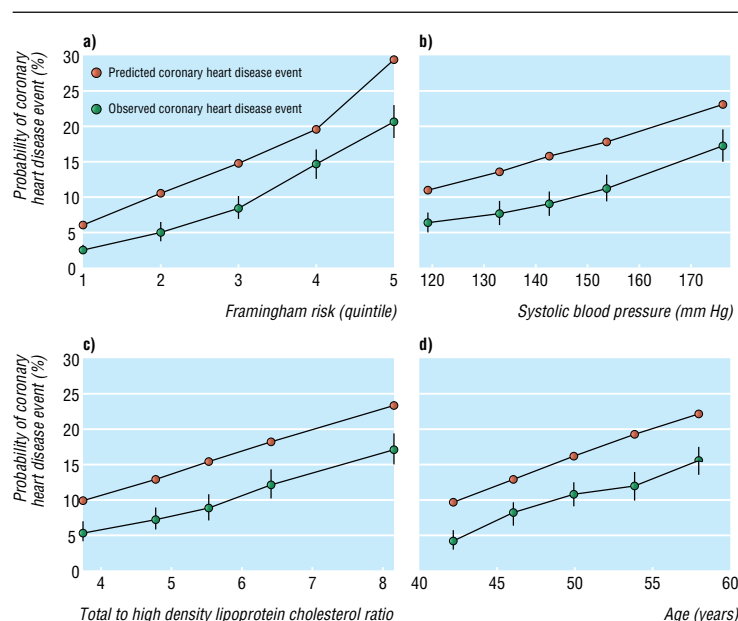 a)
Probability of coronary
heart disease event (%)
30
25
20
15
10
5
0
Predicted coronary heart disease event
Observed coronary heart disease event
1 2 3 4 5
Framingham risk (quintile)
b)
120 130 140 150 160 170
Systolic blood pressure (mm Hg)
c)
Probability of coronary
heart disease event (%)
30
25
20
15
10
5
0
4 5 6 7 8
Total to high density lipoprotein cholesterol ratio
d)
40 45 50 55 60
Age (years)